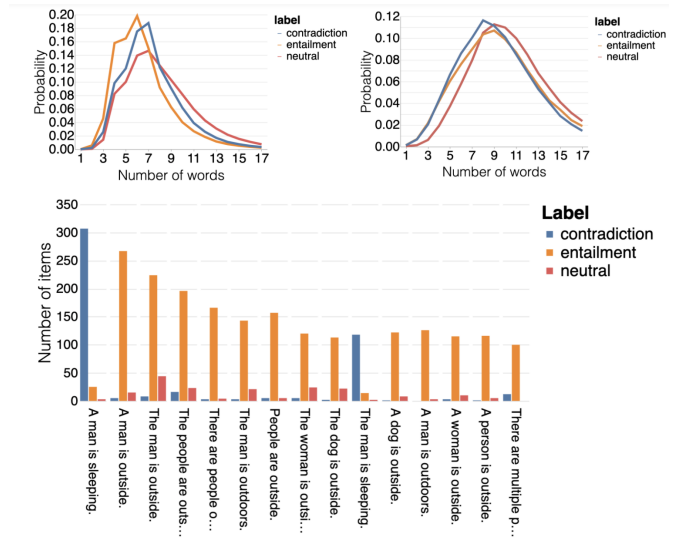 0.20
0.18
0.16
0.14
0.12
0.10
0.08
0.06
0.04
0.02
0.00
Probability
1 3 5 7 9 11 13 15 17
Number of words
label
contradiction
entailment
neutral
0.12
0.10
0.08
0.06
0.04
0.02
0.00
Probability
1 3 5 7 9 11 13 15 17
Number of words
label
contradiction
entailment
neutral
350
300
250
200
150
100
50
0
Number of items
A man is sleeping.
A man is outside.
The man is outside.
The people are outs…
There are people o…
The man is outdoors.
People are outside.
The woman is outsi…
The dog is outside.
The man is sleeping.
A dog is outside.
A man is outdoors.
A woman is outside.
A person is outside.
There are multiple p…
Label
contradiction
entailment
neutral